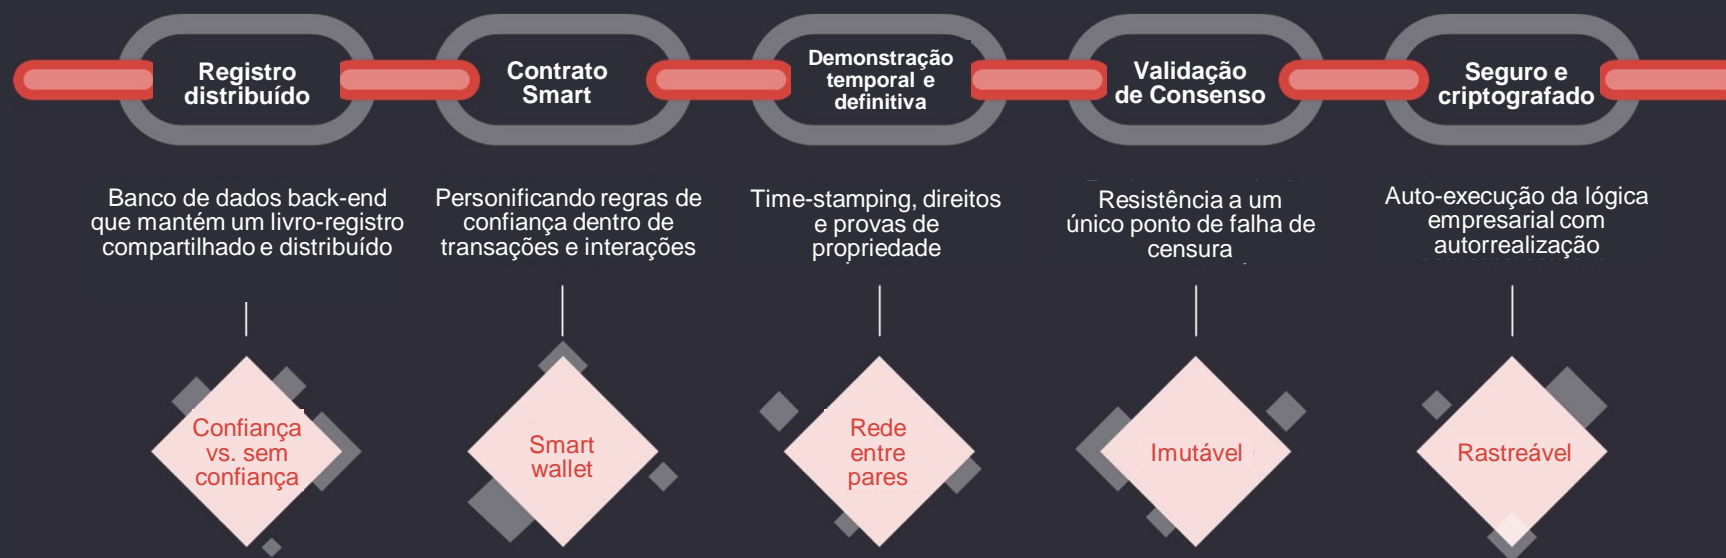 Registro
distribuído
Contrato
Smart
Demonstração
temporal e
definitiva
Validação
de Consenso
Seguro e
criptografado
Banco de dados back-end
que mantém um livro-registro
compartilhado e distribuído
Personificando regras de
confiança dentro de
transações e interações
Time-stamping, direitos
e provas de
propriedade
Resistência a um
único ponto de falha de
censura
Auto-execução da lógica
empresarial com
autorrealização
Confiança
vs. sem
confiança
Smart
wallet
Rede
entre
pares
Imutável
Rastreável